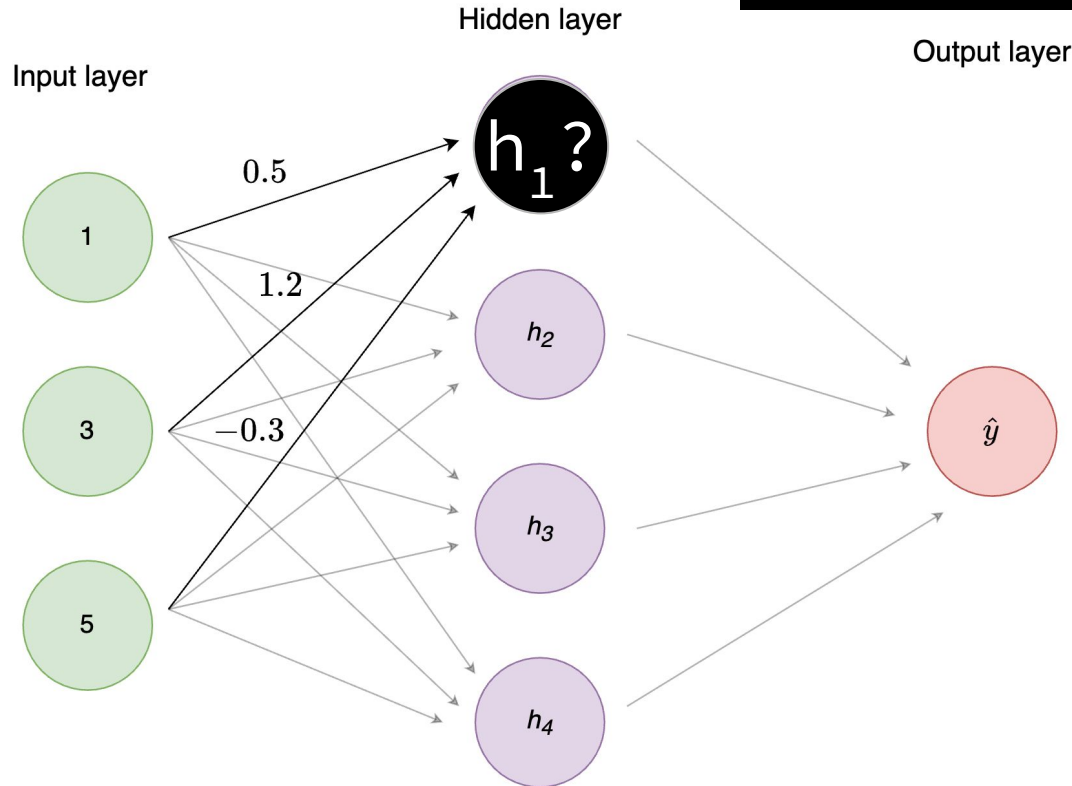 Hidden layer
Output layer
Input layer
h₁ ?
0.5
1
1.2
h₂
3
−0.3
ŷ
h₃
5
h₄